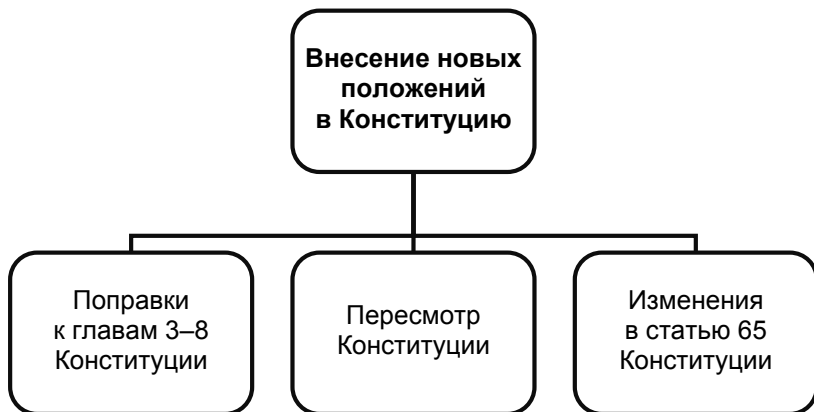 Внесение новых
положений
в Конституцию
Поправки
к главам 3–8
Конституции
Пересмотр
Конституции
Изменения
в статью 65
Конституции